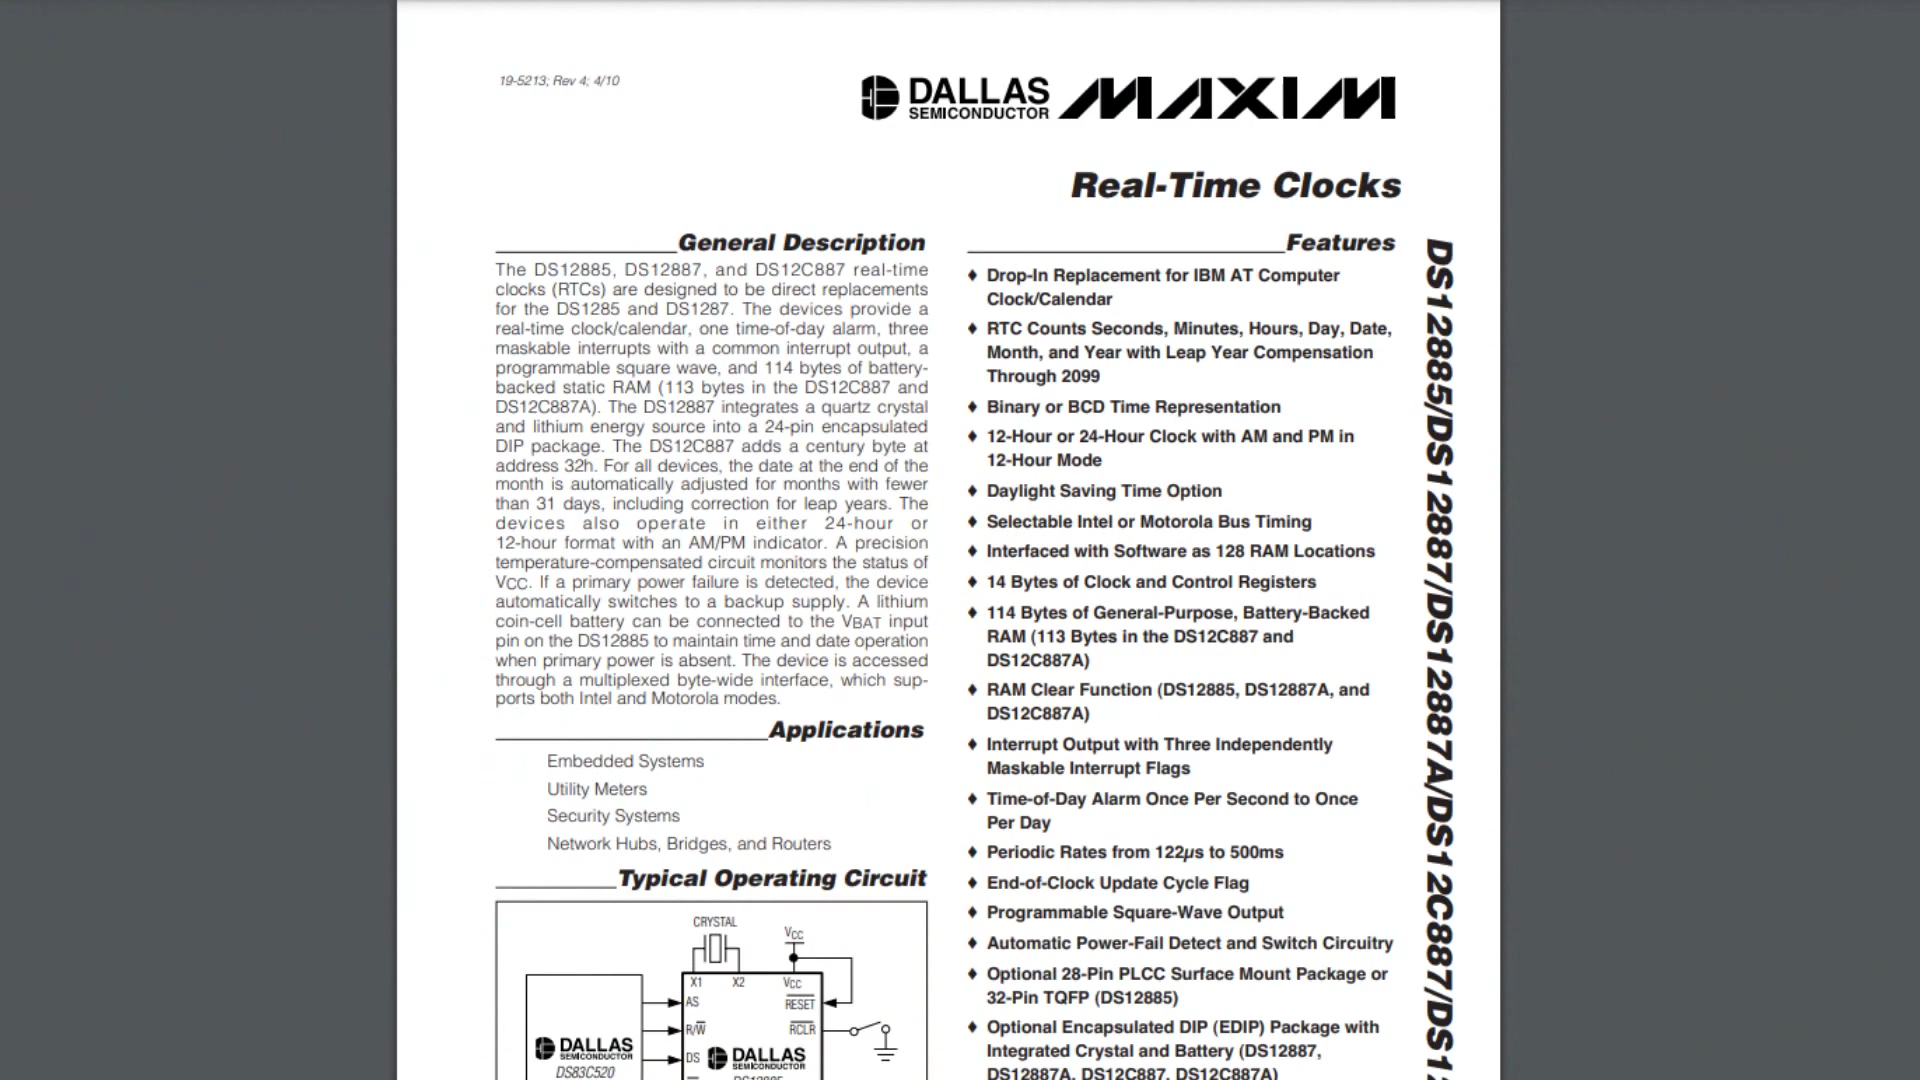 19-5213; Rev 4; 4/10
DALLAS
SEMICONDUCTOR
MAXIM
Real-Time Clocks
General Description
The DS12885, DS12887, and DS12C887 real-time
clocks (RTCs) are designed to be direct replacements
for the DS1285 and DS1287. The devices provide a
real-time clock/calendar, one time-of-day alarm, three
maskable interrupts with a common interrupt output, a
programmable square wave, and 114 bytes of battery-
backed static RAM (113 bytes in the DS12C887 and
DS12C887A). The DS12887 integrates a quartz crystal
and lithium energy source into a 24-pin encapsulated
DIP package. The DS12C887 adds a century byte at
address 32h. For all devices, the date at the end of the
month is automatically adjusted for months with fewer
than 31 days, including correction for leap years. The
devices also operate in either 24-hour or
12-hour format with an AM/PM indicator. A precision
temperature-compensated circuit monitors the status of
VCC. If a primary power failure is detected, the device
automatically switches to a backup supply. A lithium
coin-cell battery can be connected to the VBAT input
pin on the DS12885 to maintain time and date operation
when primary power is absent. The device is accessed
through a multiplexed byte-wide interface, which sup-
ports both Intel and Motorola modes.
Applications
Embedded Systems
Utility Meters
Security Systems
Network Hubs, Bridges, and Routers
Typical Operating Circuit
CRYSTAL
VCC
X1
X2
VCC
AS
RESET
R/W
RCLR
DS
DALLAS
SEMICONDUCTOR
DS83C520
DALLAS
SEMICONDUCTOR
DS12885
Features
♦ Drop-In Replacement for IBM AT Computer
Clock/Calendar
♦ RTC Counts Seconds, Minutes, Hours, Day, Date,
Month, and Year with Leap Year Compensation
Through 2099
♦ Binary or BCD Time Representation
♦ 12-Hour or 24-Hour Clock with AM and PM in
12-Hour Mode
♦ Daylight Saving Time Option
♦ Selectable Intel or Motorola Bus Timing
♦ Interfaced with Software as 128 RAM Locations
♦ 14 Bytes of Clock and Control Registers
♦ 114 Bytes of General-Purpose, Battery-Backed
RAM (113 Bytes in the DS12C887 and
DS12C887A)
♦ RAM Clear Function (DS12885, DS12887A, and
DS12C887A)
♦ Interrupt Output with Three Independently
Maskable Interrupt Flags
♦ Time-of-Day Alarm Once Per Second to Once
Per Day
♦ Periodic Rates from 122µs to 500ms
♦ End-of-Clock Update Cycle Flag
♦ Programmable Square-Wave Output
♦ Automatic Power-Fail Detect and Switch Circuitry
♦ Optional 28-Pin PLCC Surface Mount Package or
32-Pin TQFP (DS12885)
♦ Optional Encapsulated DIP (EDIP) Package with
Integrated Crystal and Battery (DS12887,
DS12887A, DS12C887, DS12C887A)
DS12885/DS12887/DS12887A/DS12C887/DS12